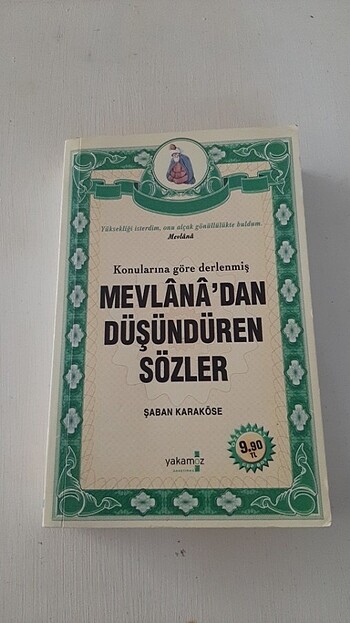 Yüksekliği isterdim, onu alçak gönüllülükte buldum.
Mevlânâ
Konularına göre derlenmiş
MEVLÂNÂ'DAN
DÜŞÜNDÜREN
SÖZLER
ŞABAN KARAKÖSE
yakamoz
9.90
TL